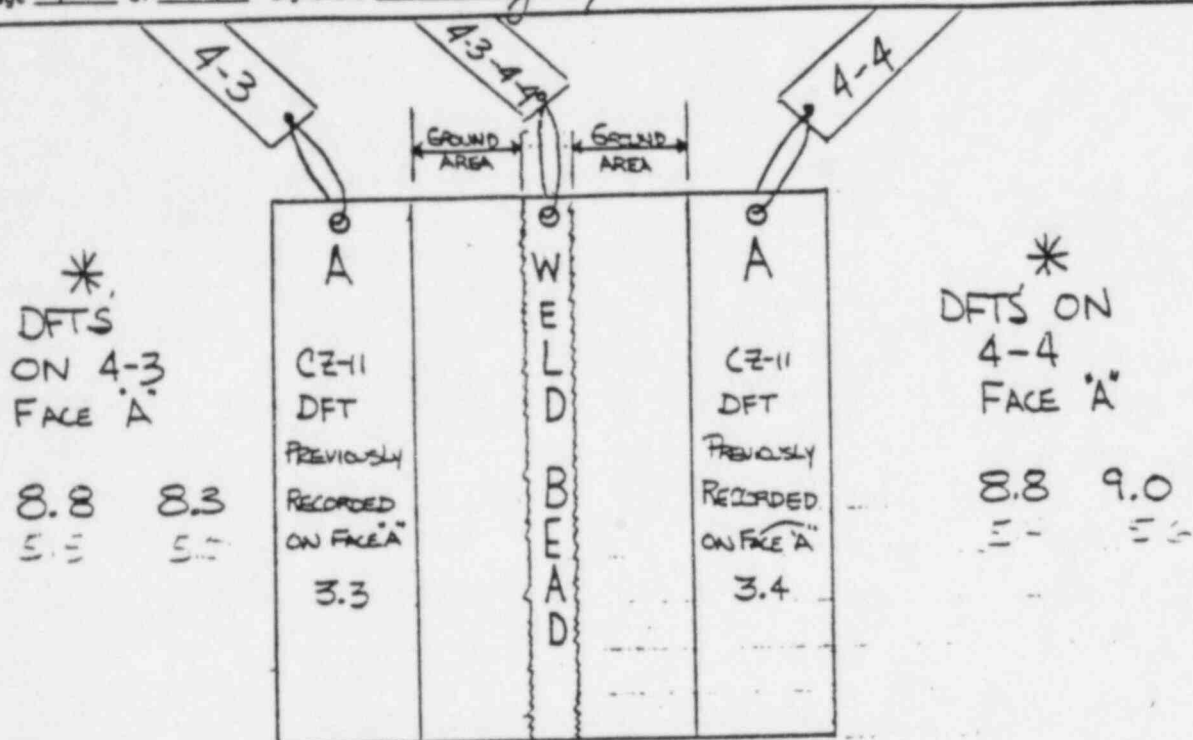 4-3
4-3-4-4
4-4
GROUND
AREA
GROUND
AREA
A
A
WELD BEAD
*
DFTS
ON 4-3
FACE "A"
8.8 8.3
CZ-11
DFT
PREVIOUSLY
RECORDED
ON FACE "A"
3.3
CZ-11
DFT
PREVIOUSLY
RECORDED
ON FACE "A"
3.4
*
DFTS ON
4-4
FACE "A"
8.8 9.0